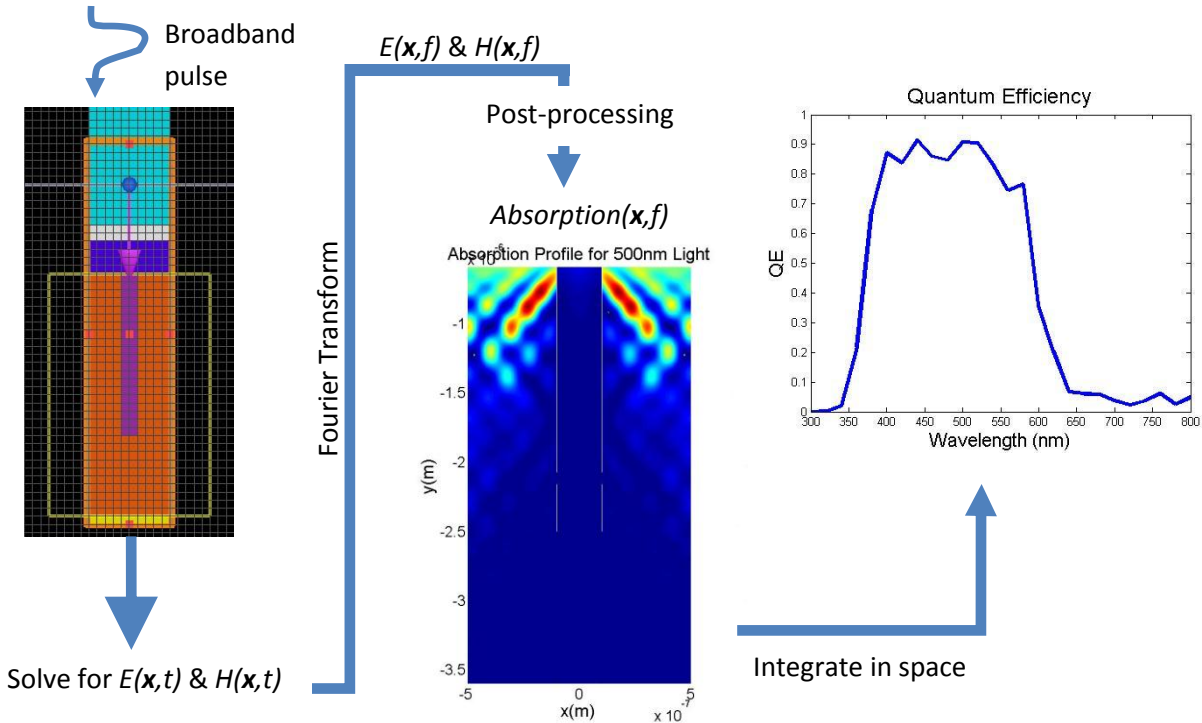 Broadband
pulse
Solve for E(x,t) & H(x,t)
Fourier Transform
E(x,f) & H(x,f)
Post-processing
Absorption(x,f)
Absorption Profile for 500nm Light
x 10⁻⁶
y(m)
-1
-1.5
-2
-2.5
-3
-3.5
-5 0 5
x(m)
x 10⁻⁷
Integrate in space
Quantum Efficiency
QE
1
0.9
0.8
0.7
0.6
0.5
0.4
0.3
0.2
0.1
0
300 350 400 450 500 550 600 650 700 750 800
Wavelength (nm)